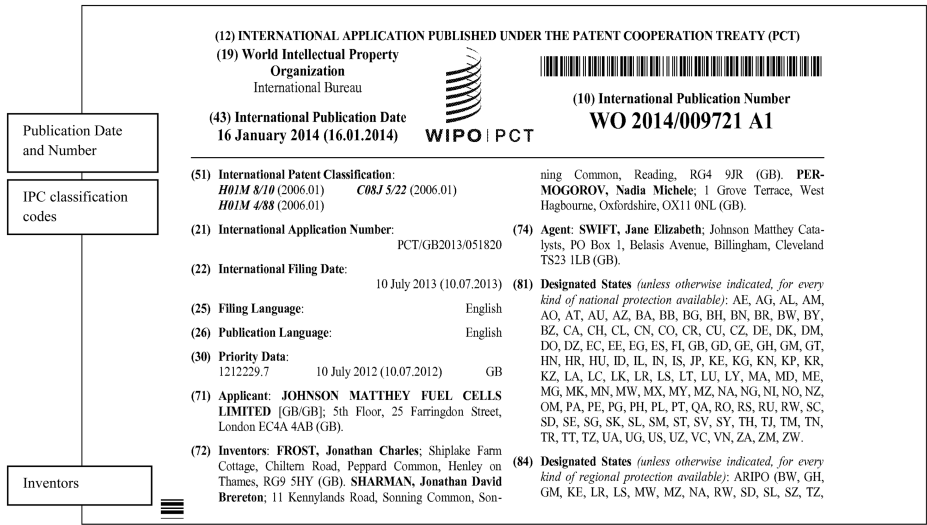 (12) INTERNATIONAL APPLICATION PUBLISHED UNDER THE PATENT COOPERATION TREATY (PCT)
(19) World Intellectual Property
Organization
International Bureau
(43) International Publication Date
16 January 2014 (16.01.2014)
WIPO | PCT
(10) International Publication Number
WO 2014/009721 A1
Publication Date
and Number
IPC classification
codes
Inventors
(51) International Patent Classification:
H01M 8/10 (2006.01) C08J 5/22 (2006.01)
H01M 4/88 (2006.01)
(21) International Application Number:
PCT/GB2013/051820
(22) International Filing Date:
10 July 2013 (10.07.2013)
(25) Filing Language: English
(26) Publication Language: English
(30) Priority Data:
1212229.7 10 July 2012 (10.07.2012) GB
(71) Applicant: JOHNSON MATTHEY FUEL CELLS
LIMITED [GB/GB]; 5th Floor, 25 Farringdon Street,
London EC4A 4AB (GB).
(72) Inventors: FROST, Jonathan Charles; Shiplake Farm
Cottage, Chiltern Road, Peppard Common, Henley on
Thames, RG9 5HY (GB). SHARMAN, Jonathan David
Brereton; 11 Kennylands Road, Sonning Common, Son-
ning Common, Reading, RG4 9JR (GB). PER-
MOGOROV, Nadia Michele; 1 Grove Terrace, West
Hagbourne, Oxfordshire, OX11 0NL (GB).
(74) Agent: SWIFT, Jane Elizabeth; Johnson Matthey Cata-
lysts, PO Box 1, Belasis Avenue, Billingham, Cleveland
TS23 1LB (GB).
(81) Designated States (unless otherwise indicated, for every
kind of national protection available): AE, AG, AL, AM,
AO, AT, AU, AZ, BA, BB, BG, BH, BN, BR, BW, BY,
BZ, CA, CH, CL, CN, CO, CR, CU, CZ, DE, DK, DM,
DO, DZ, EC, EE, EG, ES, FI, GB, GD, GE, GH, GM, GT,
HN, HR, HU, ID, IL, IN, IS, JP, KE, KG, KN, KP, KR,
KZ, LA, LC, LK, LR, LS, LT, LU, LY, MA, MD, ME,
MG, MK, MN, MW, MX, MY, MZ, NA, NG, NI, NO, NZ,
OM, PA, PE, PG, PH, PL, PT, QA, RO, RS, RU, RW, SC,
SD, SE, SG, SK, SL, SM, ST, SV, SY, TH, TJ, TM, TN,
TR, TT, TZ, UA, UG, US, UZ, VC, VN, ZA, ZM, ZW.
(84) Designated States (unless otherwise indicated, for every
kind of regional protection available): ARIPO (BW, GH,
GM, KE, LR, LS, MW, MZ, NA, RW, SD, SL, SZ, TZ,